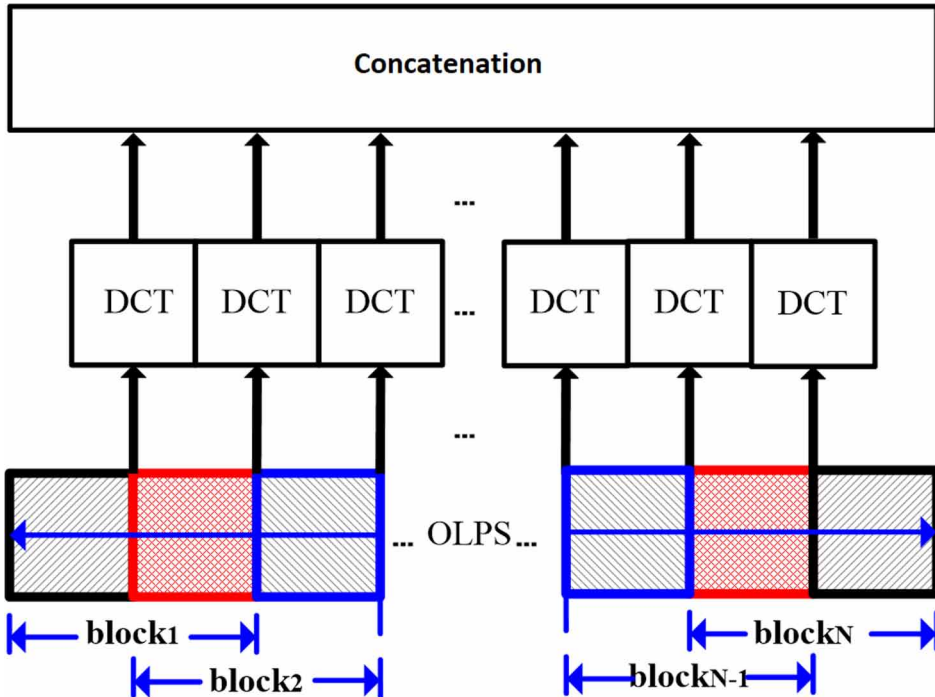 Concatenation
...
DCT DCT DCT ... DCT DCT DCT
...
... OLPS ...
block1 blockN
block2 blockN-1